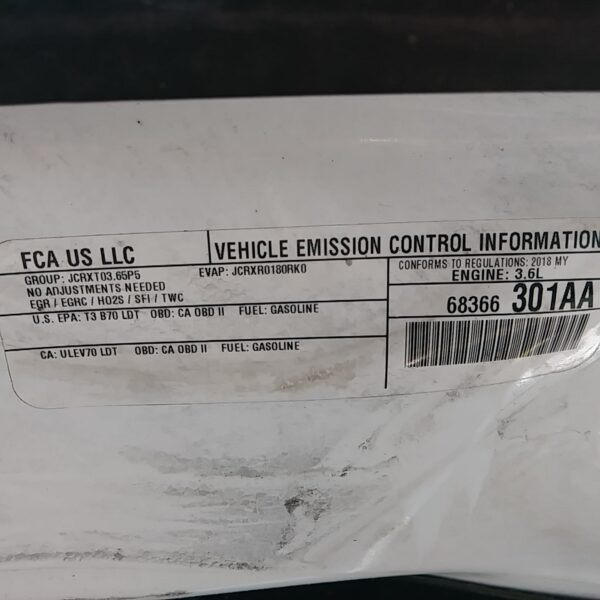 FCA US LLC
VEHICLE EMISSION CONTROL INFORMATION
GROUP: JCRXT03.65P5 EVAP: JCRXR0180RK0
NO ADJUSTMENTS NEEDED
EGR / EGRC / HO2S / SFI / TWC
U.S. EPA: T3 B70 LDT OBD: CA OBD II FUEL: GASOLINE
CA: ULEV70 LDT OBD: CA OBD II FUEL: GASOLINE
CONFORMS TO REGULATIONS: 2018 MY
ENGINE: 3.6L
68366 301AA